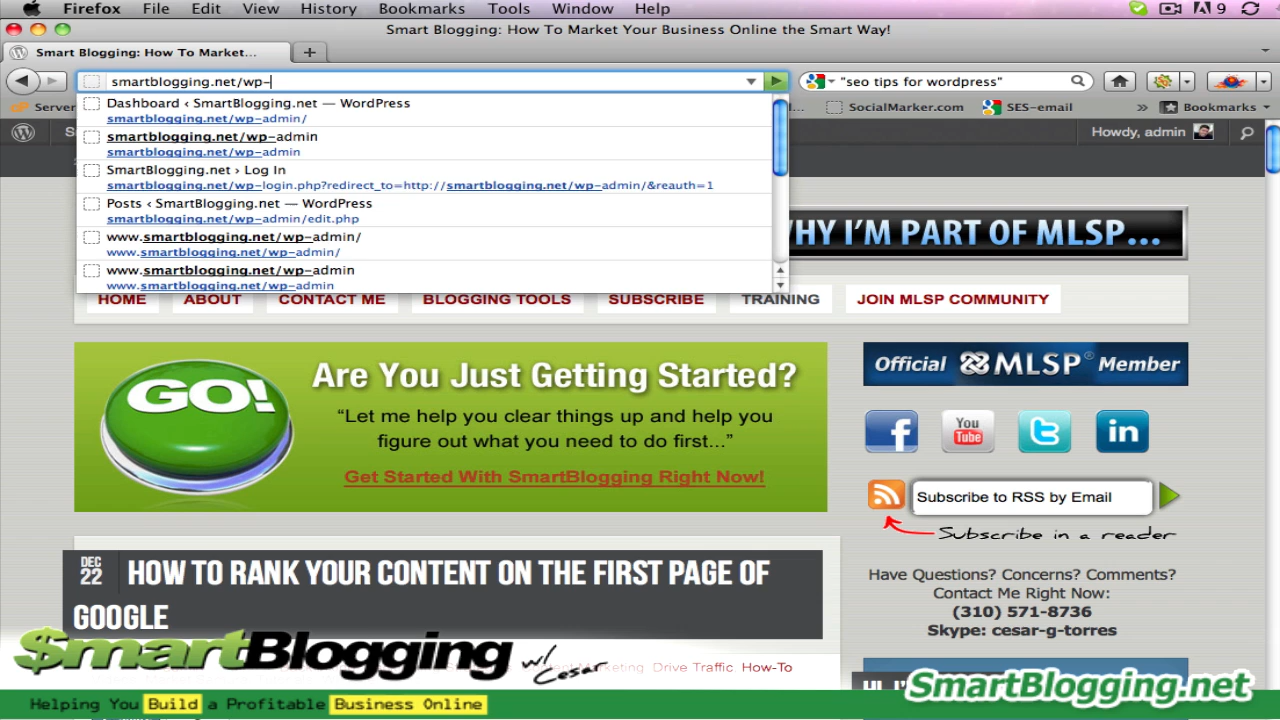 Firefox File Edit View History Bookmarks Tools Window Help 9
Smart Blogging: How To Market Your Business Online the Smart Way!
Smart Blogging: How To Market... +
smartblogging.net/wp- "seo tips for wordpress"
Dashboard ‹ SmartBlogging.net — WordPress
smartblogging.net/wp-admin/
smartblogging.net/wp-admin
smartblogging.net/wp-admin
SmartBlogging.net › Log In
smartblogging.net/wp-login.php?redirect_to=http://smartblogging.net/wp-admin/&reauth=1
Posts ‹ SmartBlogging.net — WordPress
smartblogging.net/wp-admin/edit.php
www.smartblogging.net/wp-admin/
www.smartblogging.net/wp-admin/
www.smartblogging.net/wp-admin
www.smartblogging.net/wp-admin
SocialMarker.com SES-email » Bookmarks
Howdy, admin
WHY I'M PART OF MLSP...
HOME ABOUT CONTACT ME BLOGGING TOOLS SUBSCRIBE TRAINING JOIN MLSP COMMUNITY
GO!
Are You Just Getting Started?
“Let me help you clear things up and help you
figure out what you need to do first...”
Get Started With SmartBlogging Right Now!
Official MLSP® Member
f You Tube t in
Subscribe to RSS by Email
Subscribe in a reader
Have Questions? Concerns? Comments?
Contact Me Right Now:
(310) 571-8736
Skype: cesar-g-torres
DEC
22
HOW TO RANK YOUR CONTENT ON THE FIRST PAGE OF
GOOGLE
Marketing, Drive Traffic, How-To
$martBlogging w/ Cesar
Helping You Build a Profitable Business Online
SmartBlogging.net